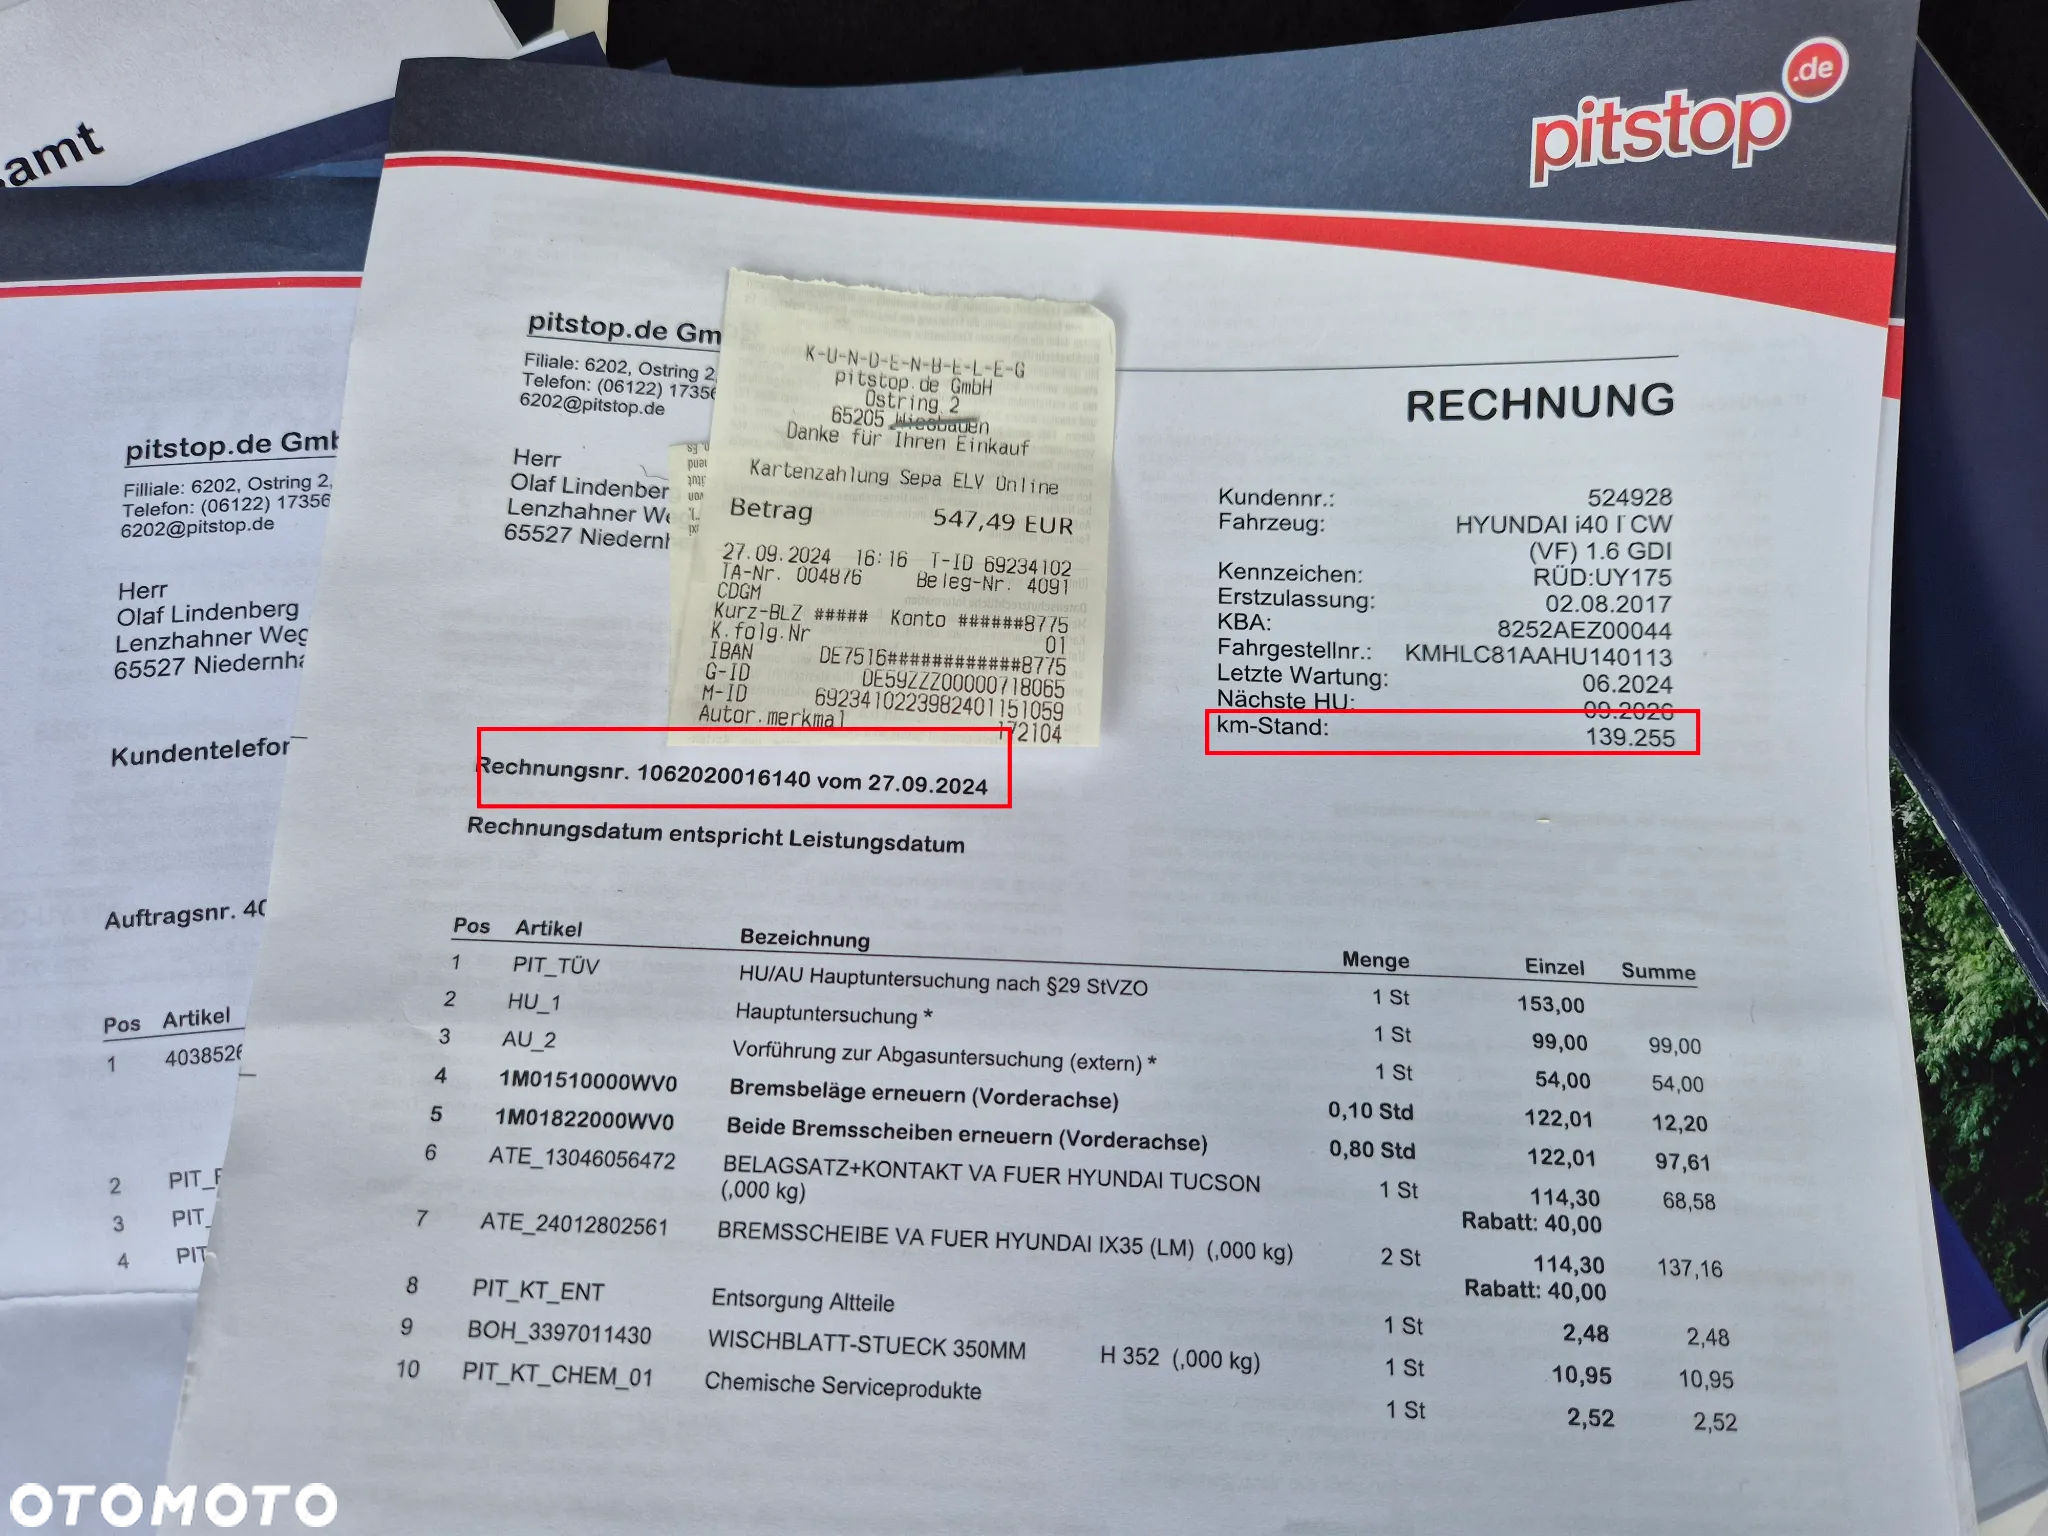 .amt
pitstop.de
pitstop.de Gm
Filiale: 6202, Ostring 2,
Telefon: (06122) 17356
6202@pitstop.de
Herr
Olaf Lindenberg
Lenzhahner Weg
65527 Niedernha
Kundentelefon
Auftragsnr. 40
Pos Artikel
1 4038526
2 PIT_F
3 PIT_
4 PIT_
pitstop.de Gm
Filiale: 6202, Ostring 2
Telefon: (06122) 1735
6202@pitstop.de
Herr
Olaf Lindenber
Lenzhahner We
65527 Niedern
K-U-N-D-E-N-B-E-L-E-G
pitstop.de GmbH
Ostring 2
65205 Wiesbaden
Danke für Ihren Einkauf
Kartenzahlung Sepa ELV Online
Betrag 547,49 EUR
27.09.2024 16:16 T-ID 69234102
TA-Nr. 004876 Beleg-Nr. 4091
CDGM
Kurz-BLZ ##### Konto ######8775
K.folg.Nr 01
IBAN DE7516############8775
G-ID DE59ZZZ00000718065
M-ID 6923410223982401151059
Autor.merkmal 172104
RECHNUNG
Kundennr.: 524928
Fahrzeug: HYUNDAI i40 I CW
(VF) 1.6 GDI
Kennzeichen: RÜD:UY175
Erstzulassung: 02.08.2017
KBA: 8252AEZ00044
Fahrgestellnr.: KMHLC81AAHU140113
Letzte Wartung: 06.2024
Nächste HU: 09.2026
km-Stand: 139.255
Rechnungsnr. 1062020016140 vom 27.09.2024
Rechnungsdatum entspricht Leistungsdatum
Pos Artikel Bezeichnung Menge Einzel Summe
1 PIT_TÜV HU/AU Hauptuntersuchung nach §29 StVZO 1 St 153,00
2 HU_1 Hauptuntersuchung * 1 St 99,00 99,00
3 AU_2 Vorführung zur Abgasuntersuchung (extern) * 1 St 54,00 54,00
4 1M01510000WV0 Bremsbeläge erneuern (Vorderachse) 0,10 Std 122,01 12,20
5 1M01822000WV0 Beide Bremsscheiben erneuern (Vorderachse) 0,80 Std 122,01 97,61
6 ATE_13046056472 BELAGSATZ+KONTAKT VA FUER HYUNDAI TUCSON 1 St 114,30 68,58
(,000 kg) Rabatt: 40,00
7 ATE_24012802561 BREMSSCHEIBE VA FUER HYUNDAI IX35 (LM) (,000 kg) 2 St 114,30 137,16
Rabatt: 40,00
8 PIT_KT_ENT Entsorgung Altteile 1 St 2,48 2,48
9 BOH_3397011430 WISCHBLATT-STUECK 350MM H 352 (,000 kg) 1 St 10,95 10,95
10 PIT_KT_CHEM_01 Chemische Serviceprodukte 1 St 2,52 2,52
OTOMOTO